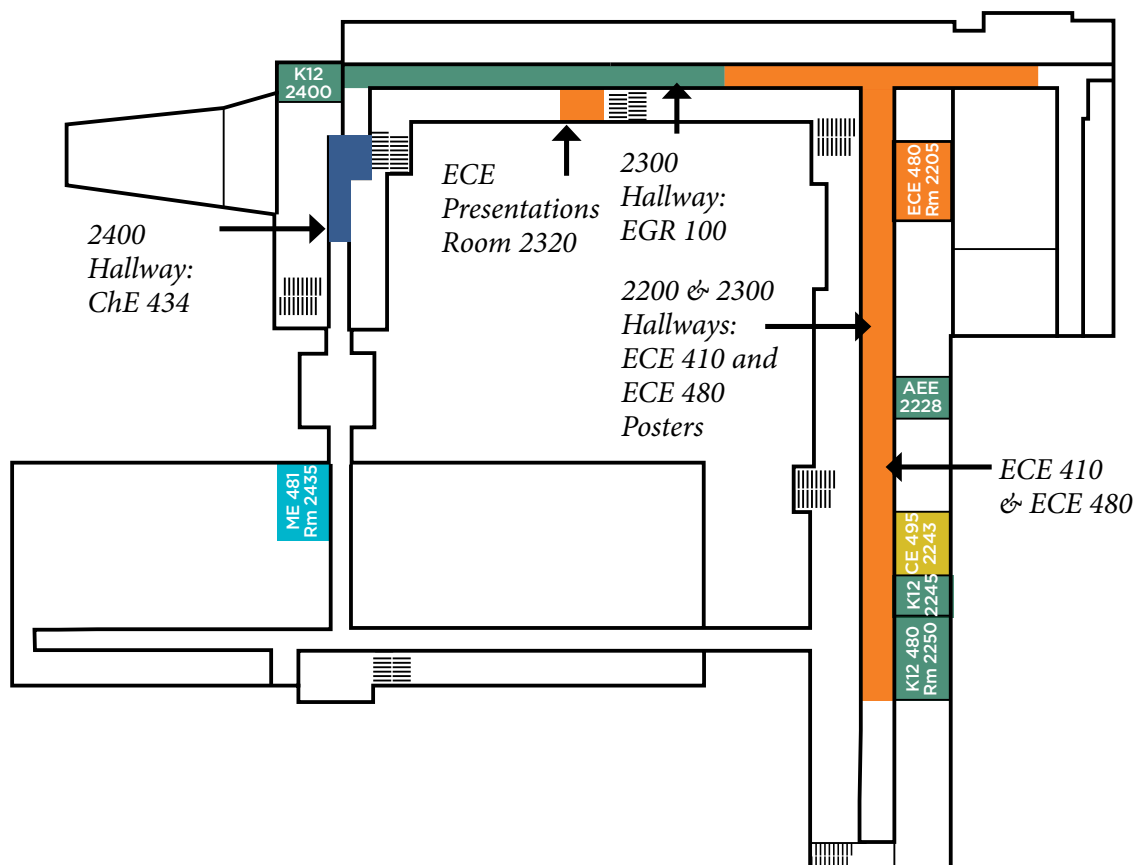 K12
2400
ECE
Presentations
Room 2320
2300
Hallway:
EGR 100
ECE 480
Rm 2205
2400
Hallway:
ChE 434
2200 & 2300
Hallways:
ECE 410 and
ECE 480
Posters
AEE
2228
ME 481
Rm 2435
ECE 410
& ECE 480
CE 495
2243
K12
2245
K12 480
Rm 2250